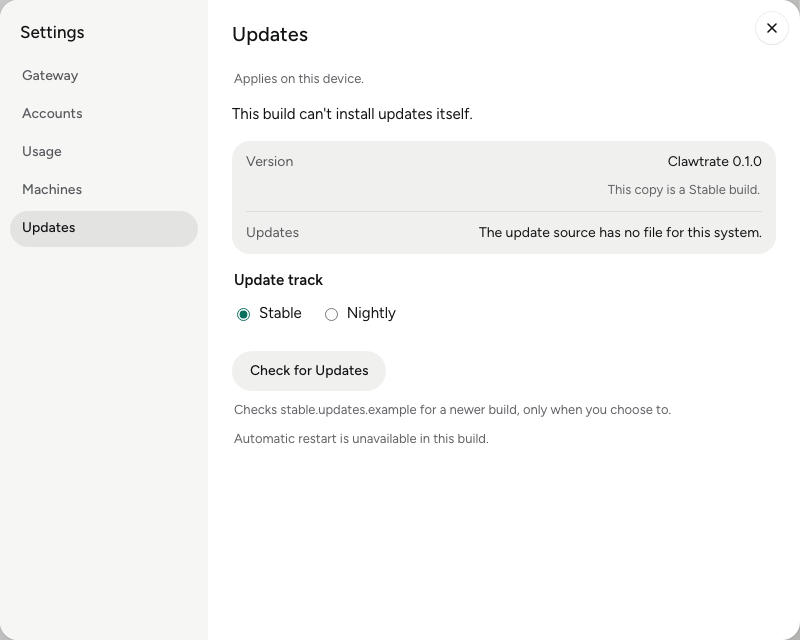 Settings
Gateway
Accounts
Usage
Machines
Updates
Updates
Applies on this device.
This build can't install updates itself.
Version
Clawtrate 0.1.0
This copy is a Stable build.
Updates
The update source has no file for this system.
Update track
Stable
Nightly
Check for Updates
Checks stable.updates.example for a newer build, only when you choose to.
Automatic restart is unavailable in this build.